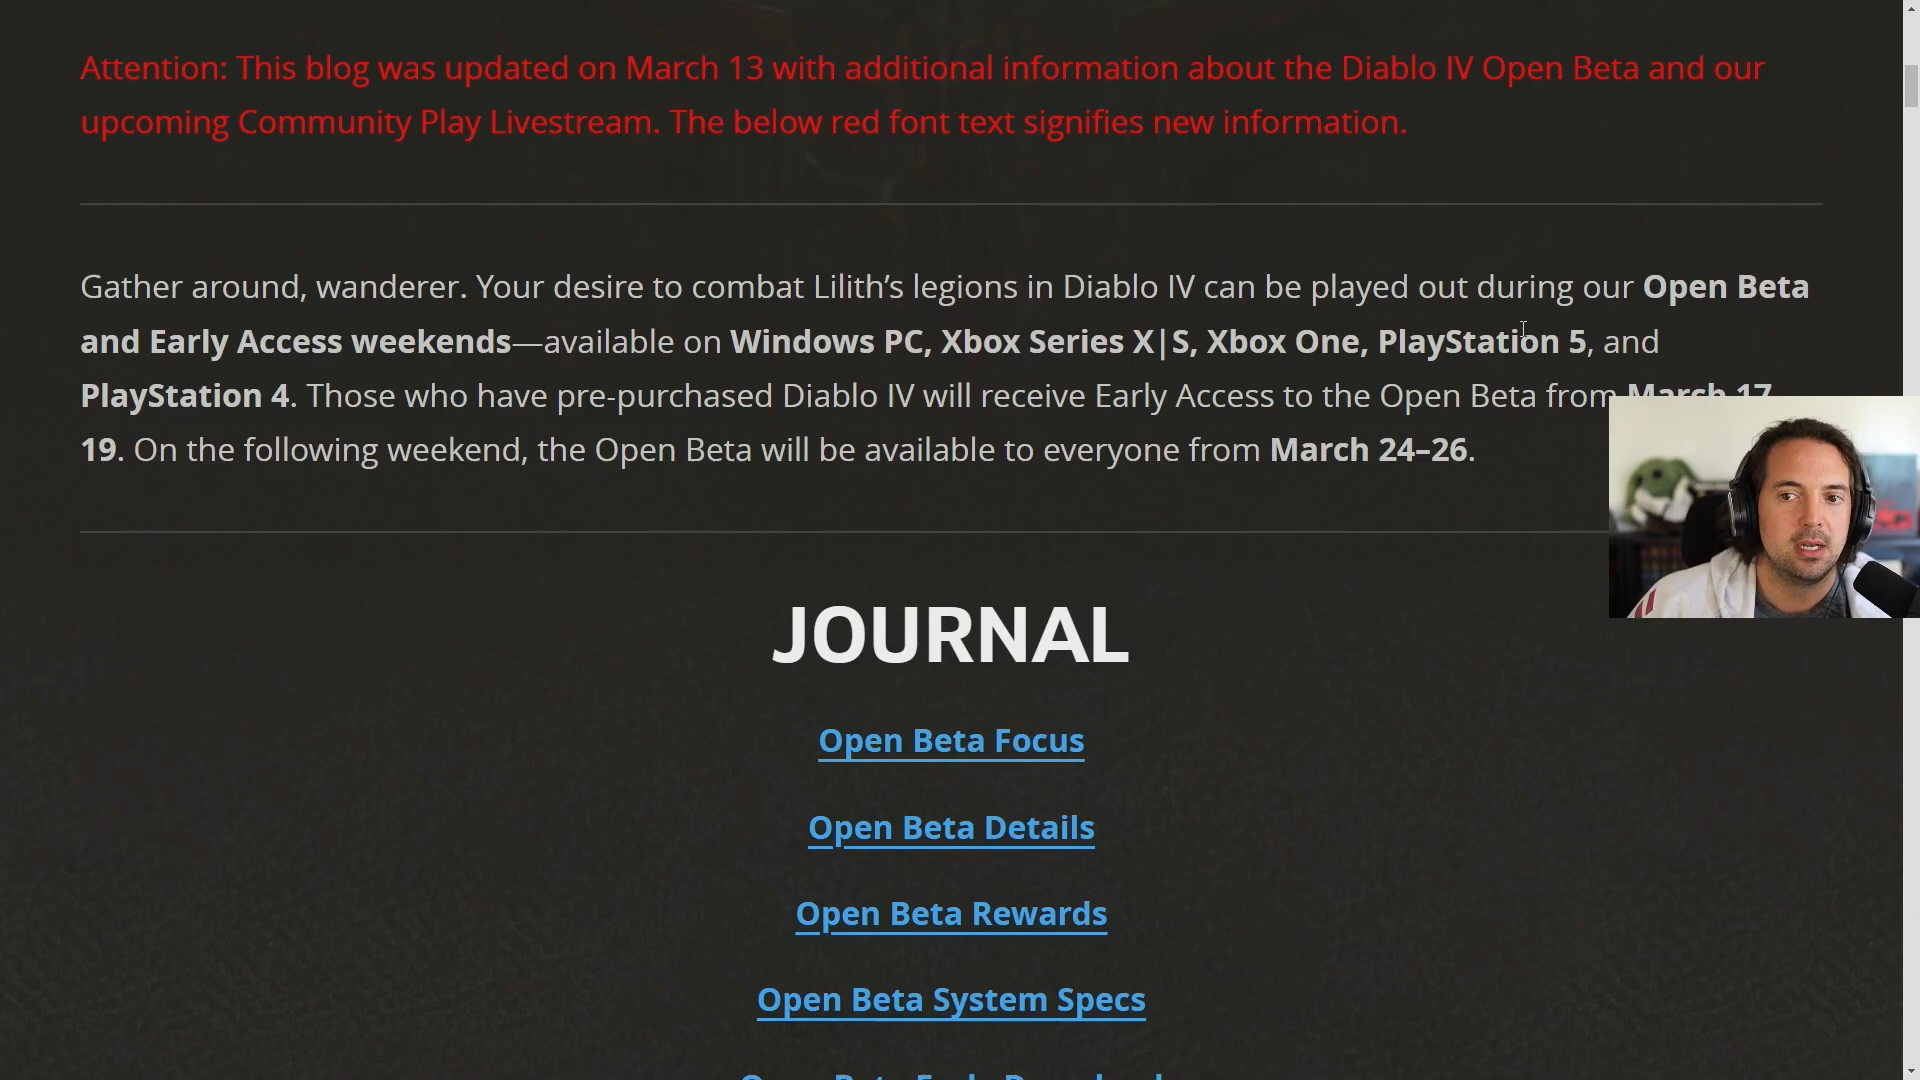 Attention: This blog was updated on March 13 with additional information about the Diablo IV Open Beta and our
upcoming Community Play Livestream. The below red font text signifies new information.
Gather around, wanderer. Your desire to combat Lilith’s legions in Diablo IV can be played out during our Open Beta
and Early Access weekends—available on Windows PC, Xbox Series X|S, Xbox One, PlayStation 5, and
PlayStation 4. Those who have pre-purchased Diablo IV will receive Early Access to the Open Beta from March 17
19. On the following weekend, the Open Beta will be available to everyone from March 24–26.
JOURNAL
Open Beta Focus
Open Beta Details
Open Beta Rewards
Open Beta System Specs
Open Beta Early Download